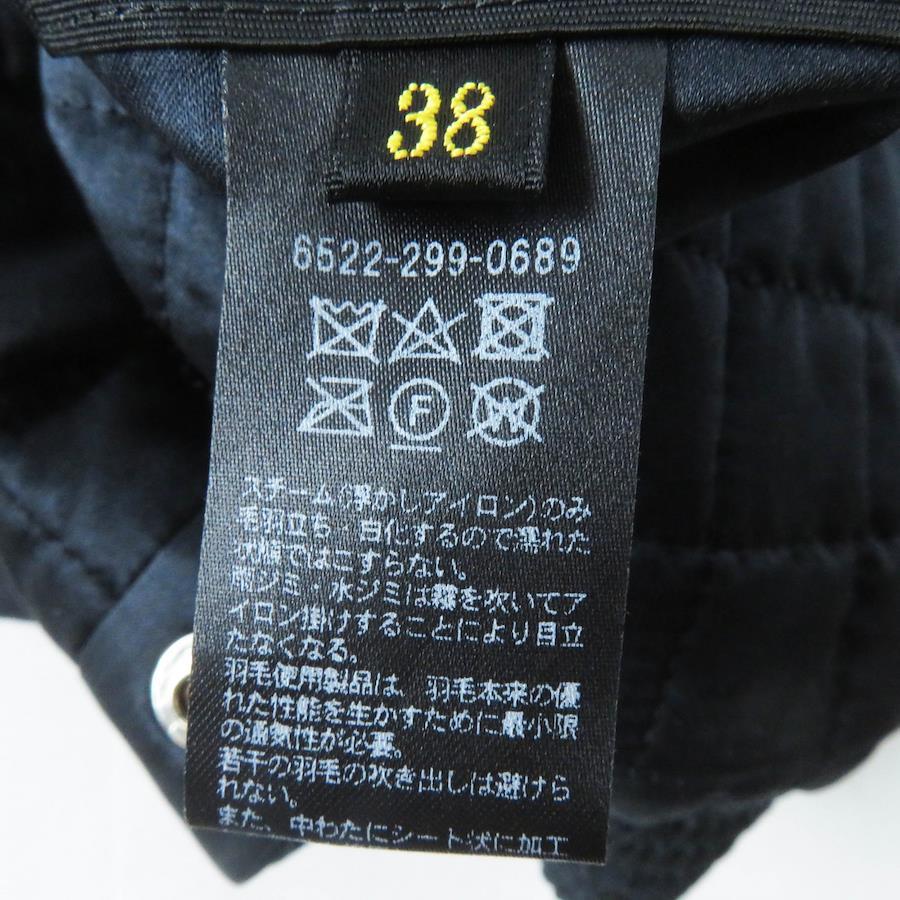 38
6522-299-0689
F
W
スチーム(浮かしアイロン)のみ
毛羽立ち・白化するので濡れた
状態ではこすらない。
雨ジミ・水ジミは霧を吹いてア
イロン掛けすることにより目立
たなくなる。
羽毛使用製品は、羽毛本来の優
れた性能を生かすために最小限
の通気性が必要。
若干の羽毛の吹き出しは避けら
れない。
また、中わたにシート状に加工